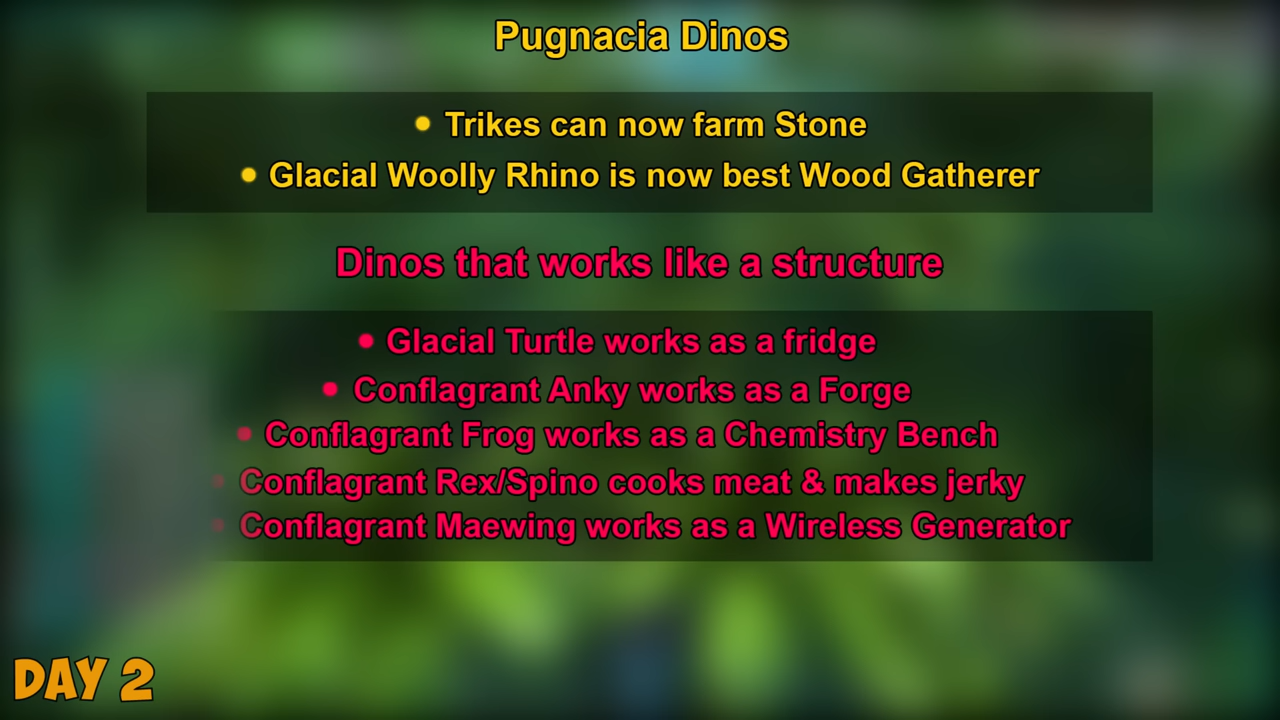 Pugnacia Dinos
• Trikes can now farm Stone
• Glacial Woolly Rhino is now best Wood Gatherer
Dinos that works like a structure
• Glacial Turtle works as a fridge
• Conflagrant Anky works as a Forge
• Conflagrant Frog works as a Chemistry Bench
• Conflagrant Rex/Spino cooks meat & makes jerky
• Conflagrant Maewing works as a Wireless Generator
DAY 2